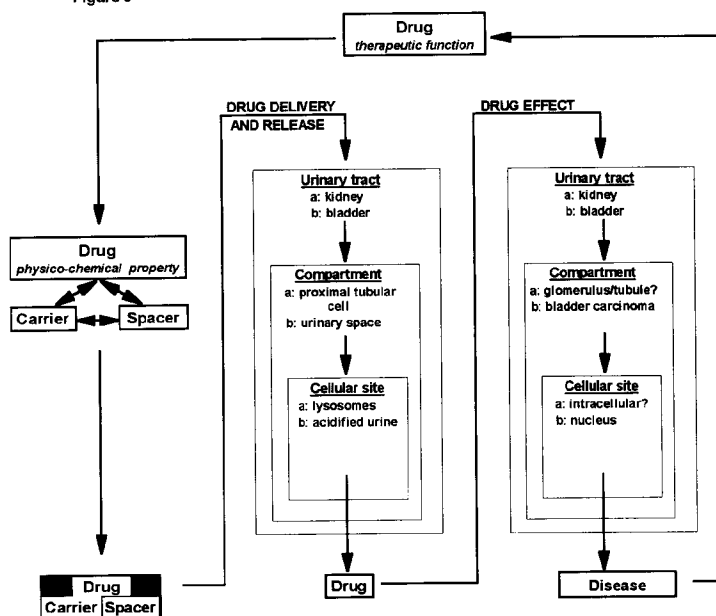 Drug
therapeutic function
DRUG DELIVERY
AND RELEASE
DRUG EFFECT
Drug
physico-chemical property
Carrier
Spacer
Urinary tract
a: kidney
b: bladder
Compartment
a: proximal tubular
cell
b: urinary space
Cellular site
a: lysosomes
b: acidified urine
Urinary tract
a: kidney
b: bladder
Compartment
a: glomerulus/tubule?
b: bladder carcinoma
Cellular site
a: intracellular?
b: nucleus
Drug
Carrier
Spacer
Drug
Disease